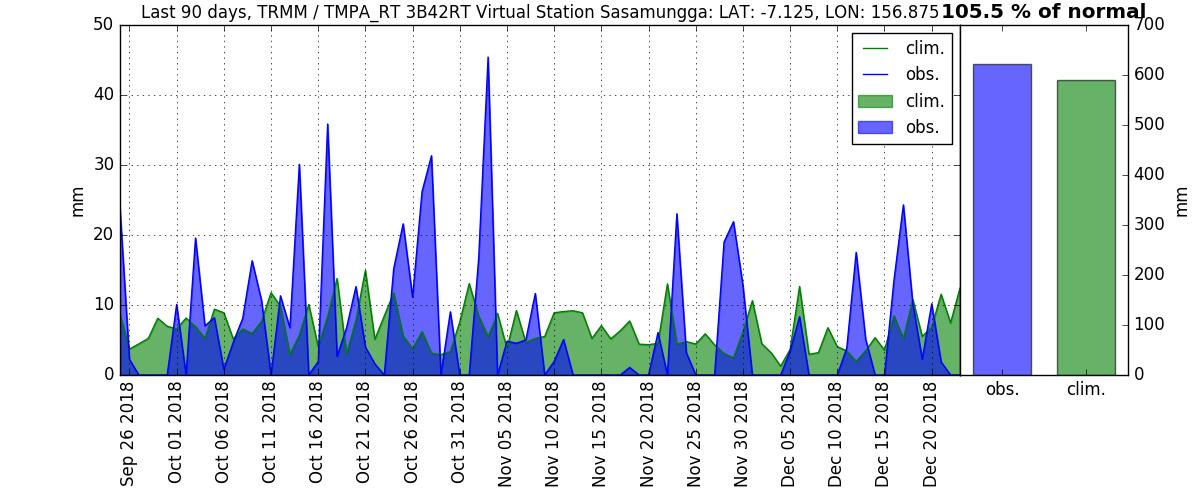 Last 90 days, TRMM / TMPA_RT 3B42RT Virtual Station Sasamungga: LAT: -7.125, LON: 156.875
105.5 % of normal
50
40
30
20
10
0
mm
clim.
obs.
clim.
obs.
Sep 26 2018
Oct 01 2018
Oct 06 2018
Oct 11 2018
Oct 16 2018
Oct 21 2018
Oct 26 2018
Oct 31 2018
Nov 05 2018
Nov 10 2018
Nov 15 2018
Nov 20 2018
Nov 25 2018
Nov 30 2018
Dec 05 2018
Dec 10 2018
Dec 15 2018
Dec 20 2018
700
600
500
400
300
200
100
0
mm
obs.
clim.